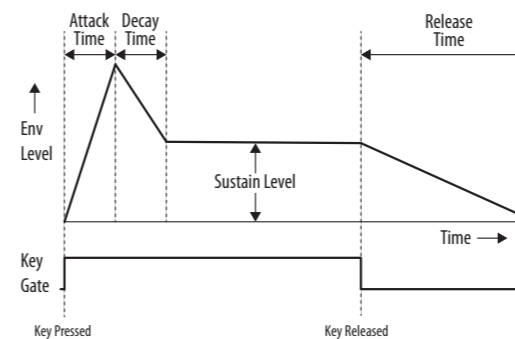 Attack
Time
Decay
Time
Release
Time
Env
Level
Sustain Level
Time
Key
Gate
Key Pressed
Key Released